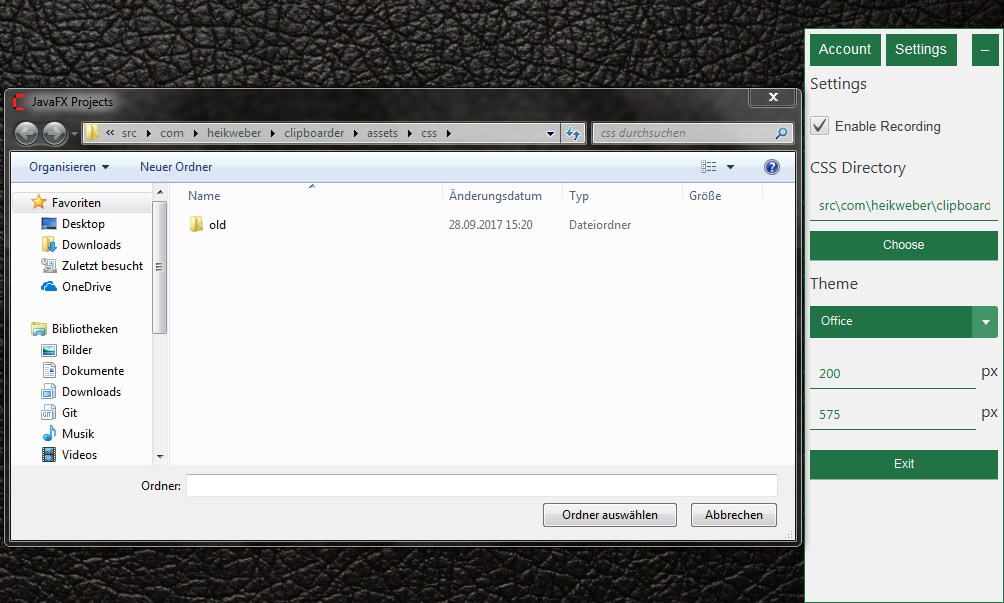 JavaFX Projects
x
« src com heikweber clipboarder assets css
css durchsuchen
Organisieren Neuer Ordner
?
Name Änderungsdatum Typ Größe
old 28.09.2017 15:20 Dateiordner
Favoriten
Desktop
Downloads
Zuletzt besucht
OneDrive
Bibliotheken
Bilder
Dokumente
Downloads
Git
Musik
Videos
Ordner:
Ordner auswählen Abbrechen
Account Settings –
Settings
Enable Recording
CSS Directory
src\com\heikweber\clipboard
Choose
Theme
Office
200 px
575 px
Exit